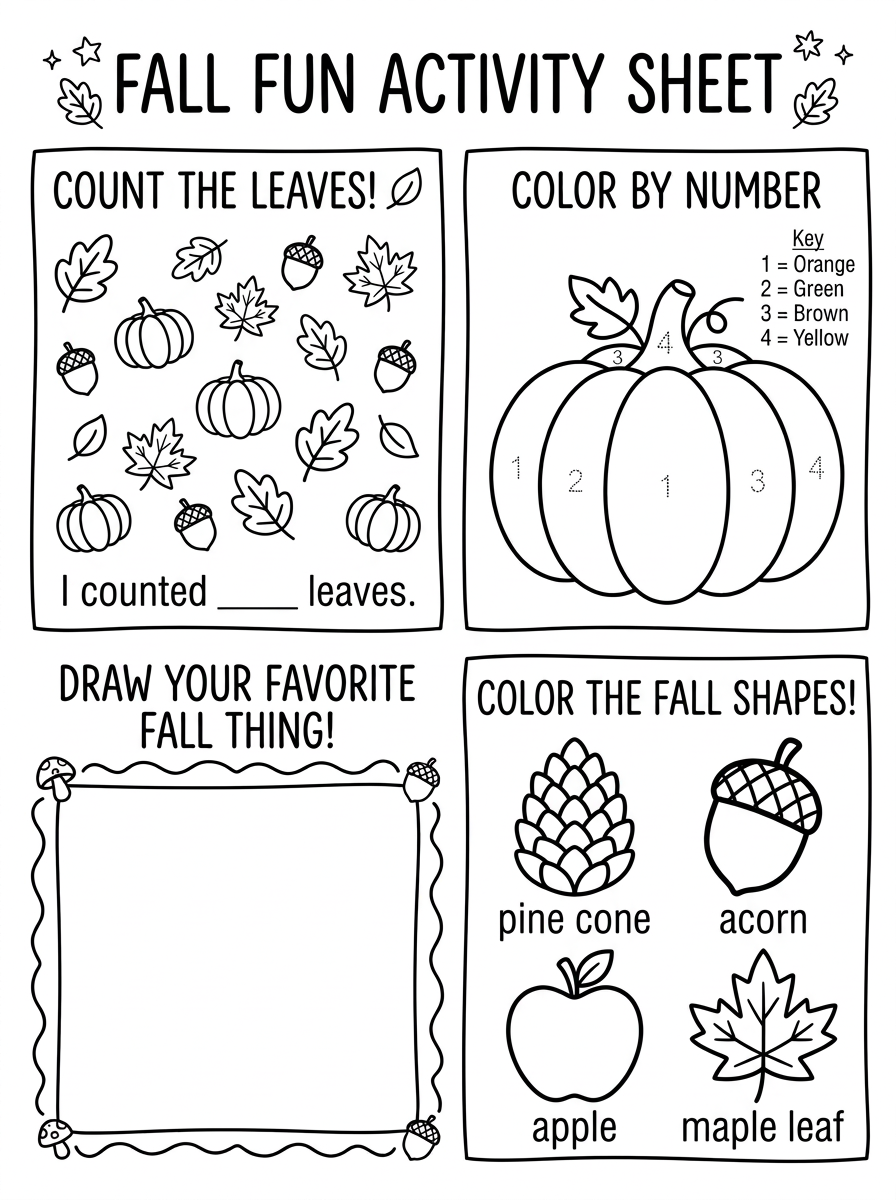 FALL FUN ACTIVITY SHEET
COUNT THE LEAVES!
I counted _____ leaves.
COLOR BY NUMBER
Key
1 = Orange
2 = Green
3 = Brown
4 = Yellow
3 4 3
1 2 1 3 4
DRAW YOUR FAVORITE
FALL THING!
COLOR THE FALL SHAPES!
pine cone
acorn
apple
maple leaf